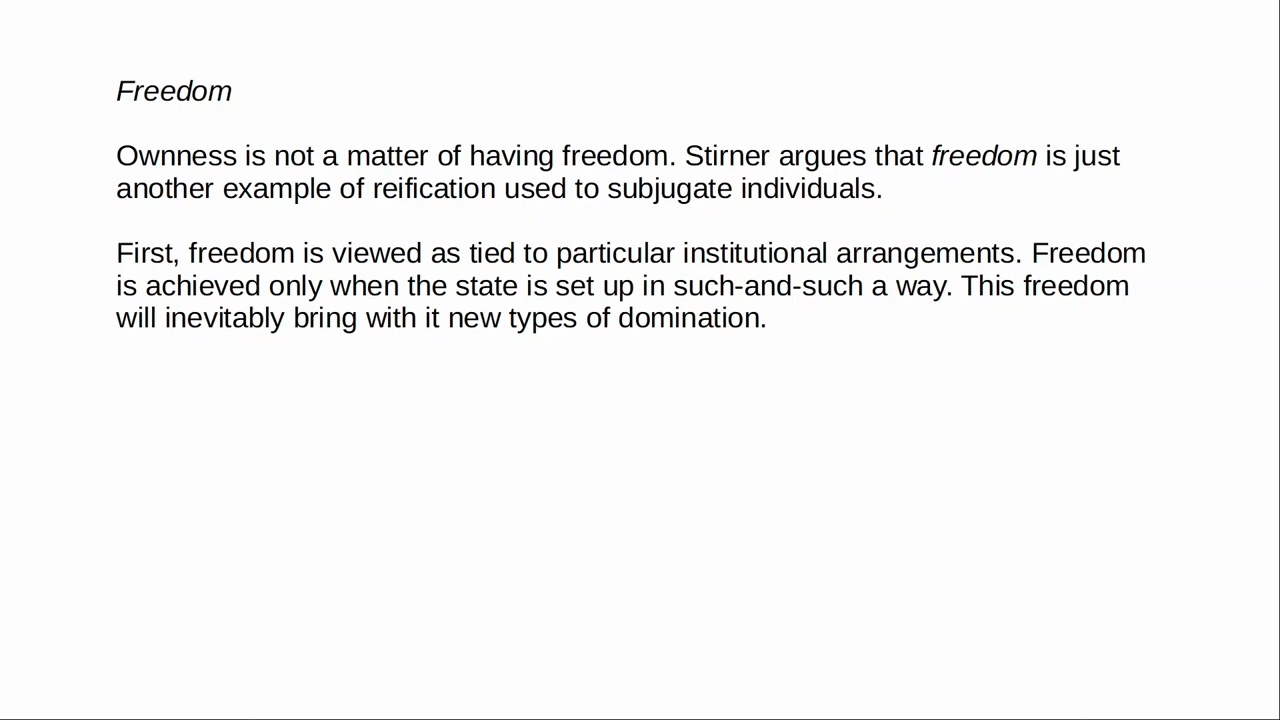 Freedom
Ownness is not a matter of having freedom. Stirner argues that freedom is just
another example of reification used to subjugate individuals.
First, freedom is viewed as tied to particular institutional arrangements. Freedom
is achieved only when the state is set up in such-and-such a way. This freedom
will inevitably bring with it new types of domination.